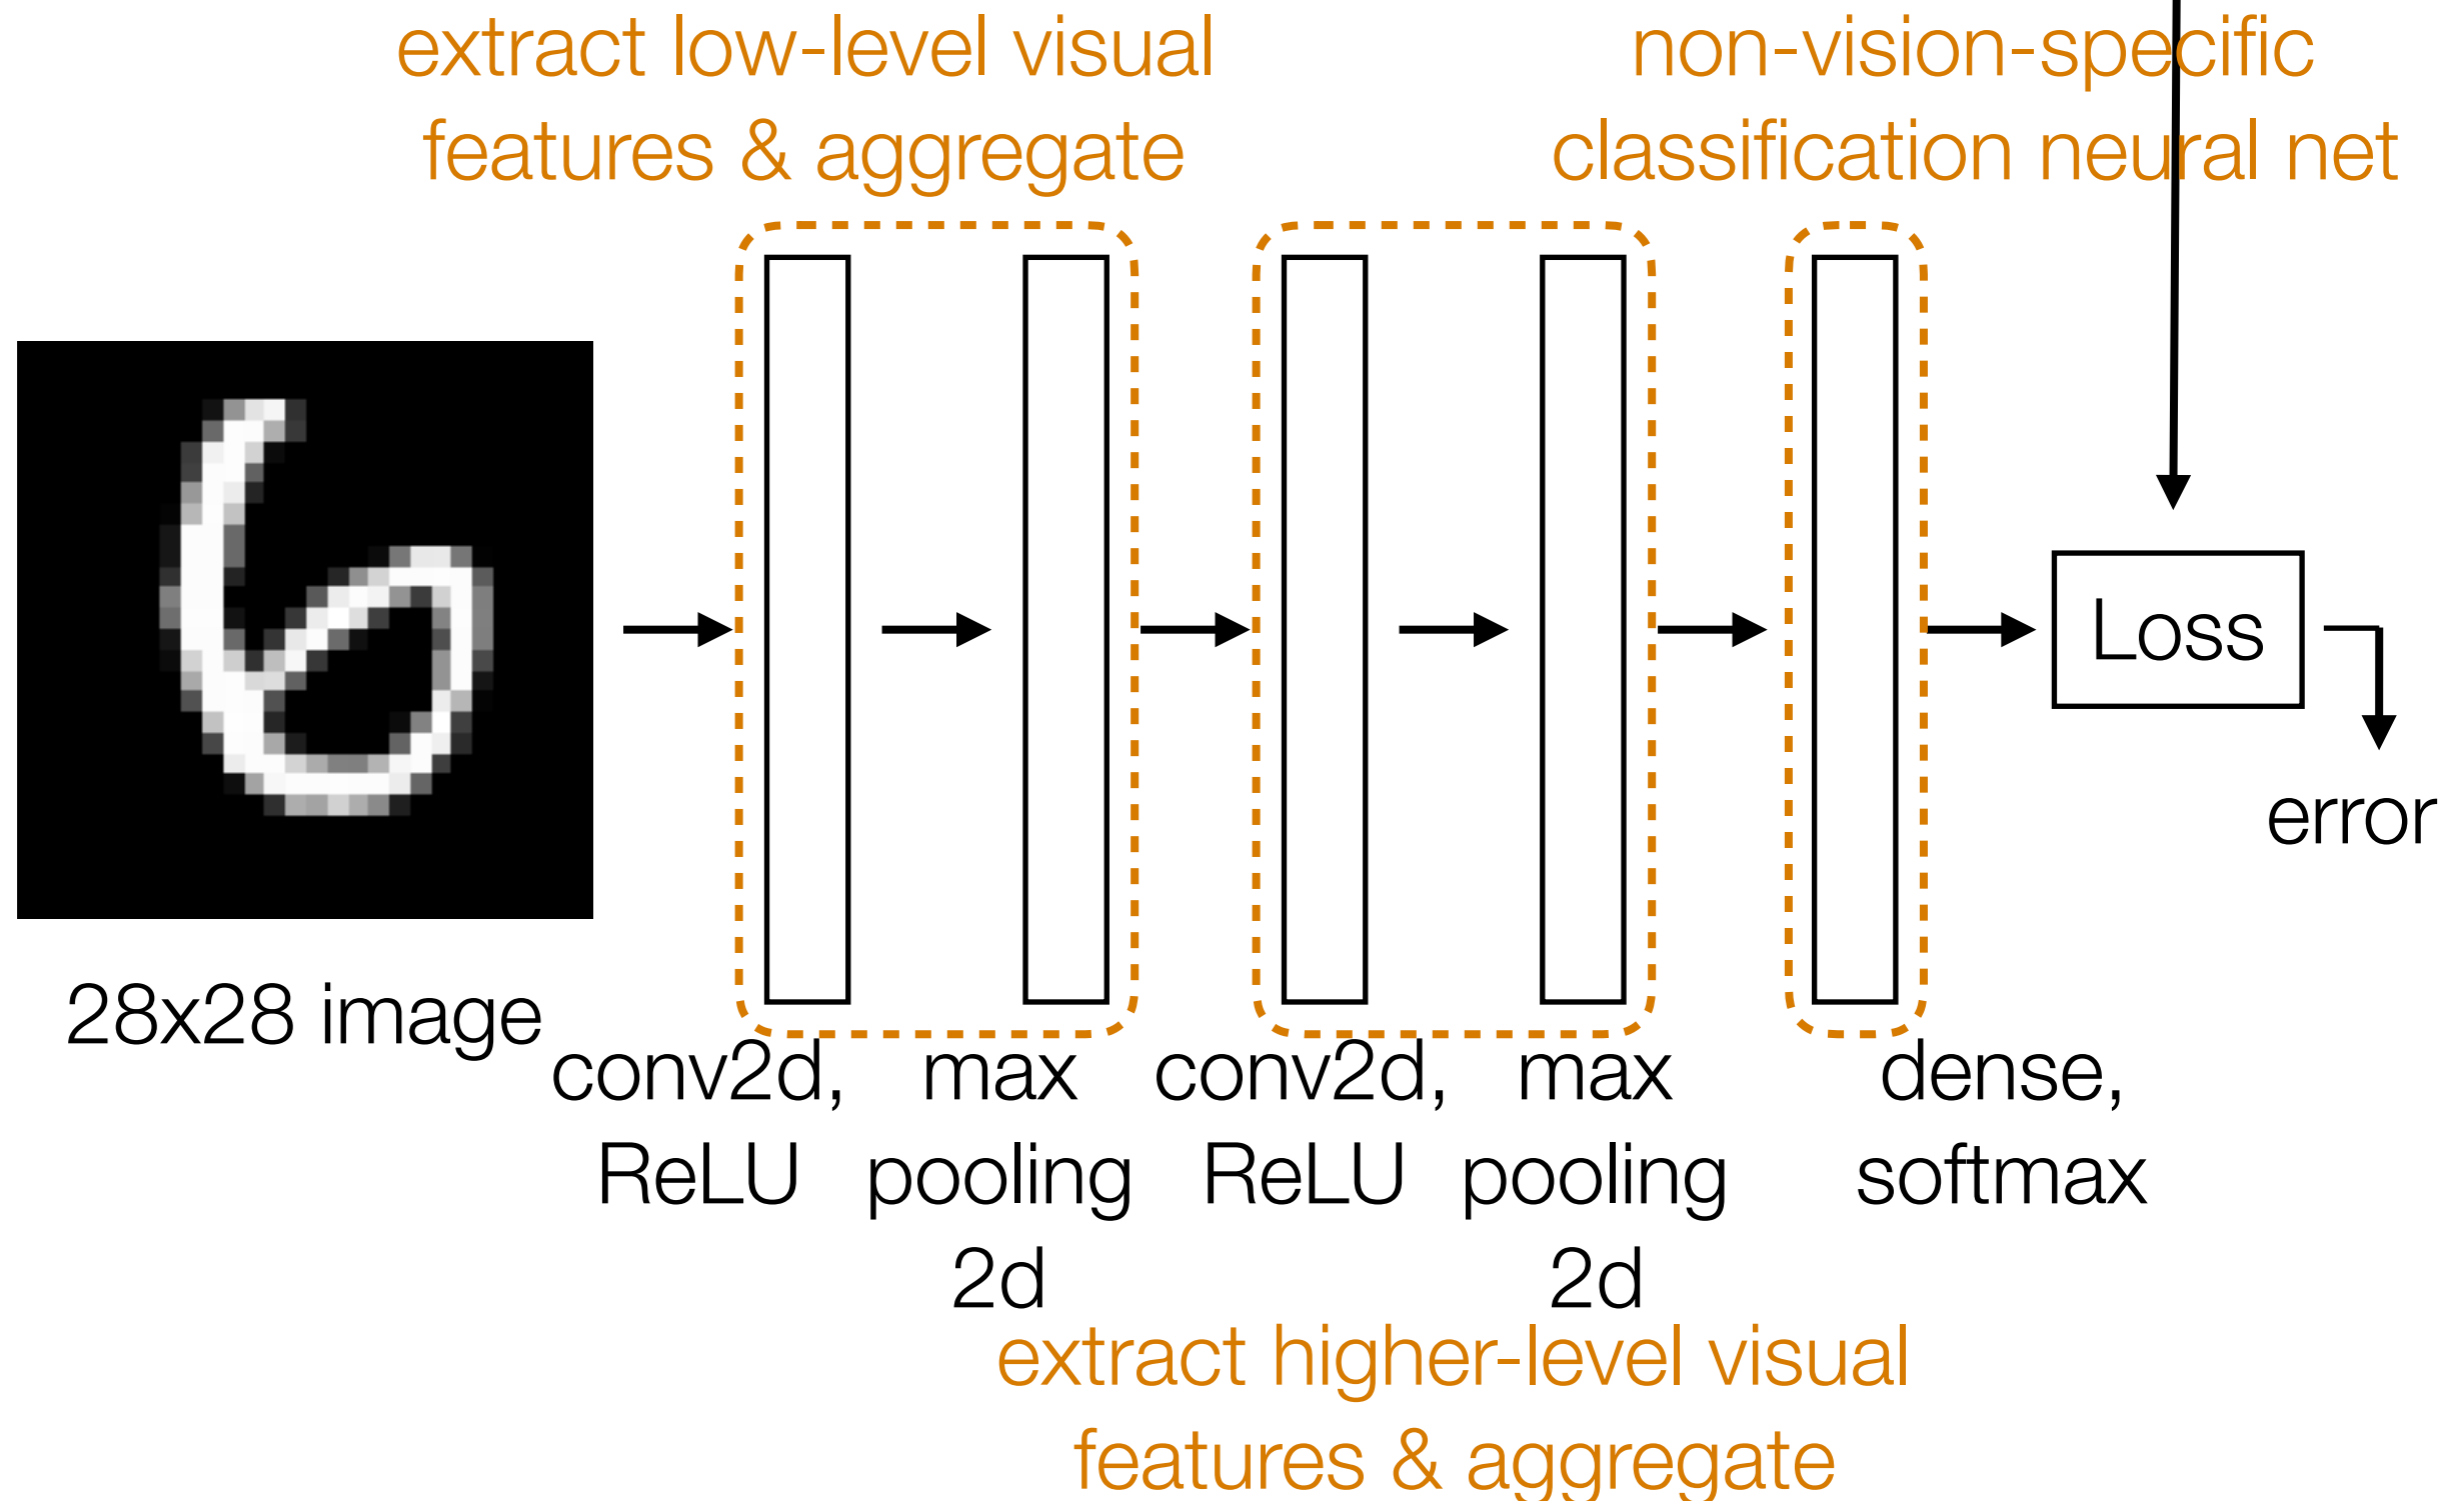 extract low-level visual
features & aggregate
non-vision-specific
classification neural net
Loss
error
28x28 image
conv2d,
ReLU
max
pooling
2d
conv2d,
ReLU
max
pooling
2d
dense,
softmax
extract higher-level visual
features & aggregate